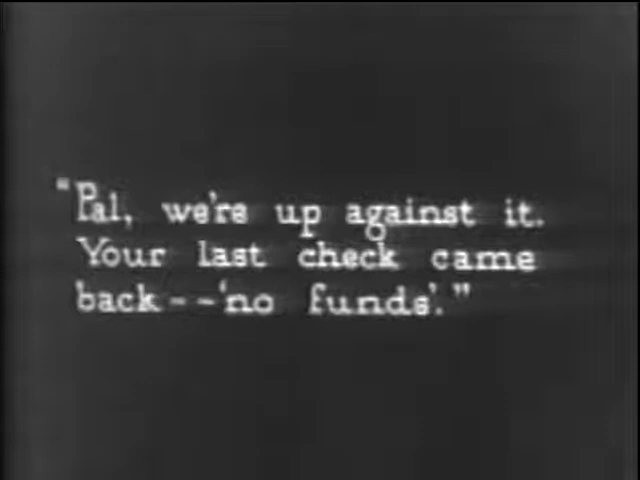 "Pal, we're up against it.
Your last check came
back--'no funds'."